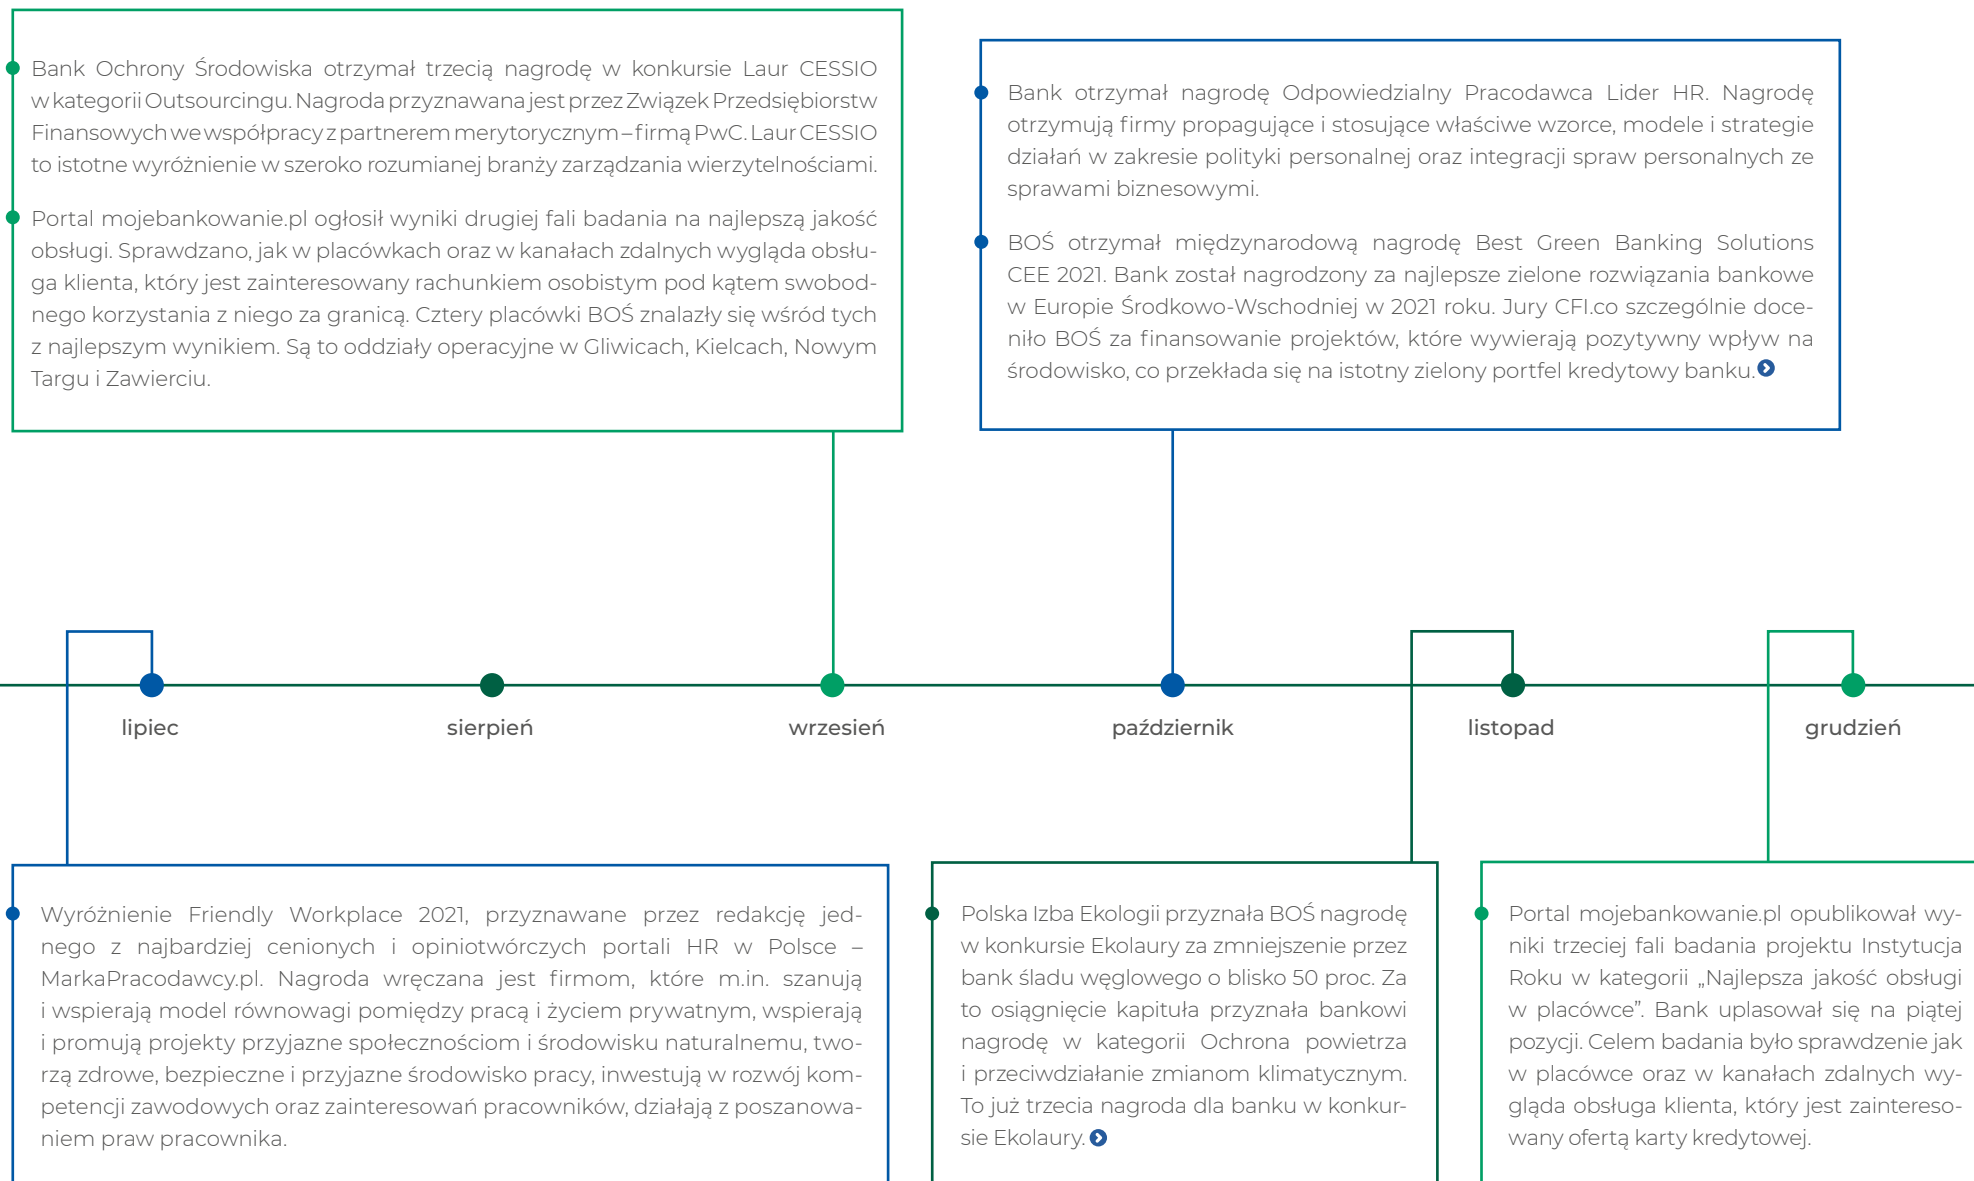 Bank Ochrony Środowiska otrzymał trzecią nagrodę w konkursie Laur CESSIO
w kategorii Outsourcingu. Nagroda przyznawana jest przez Związek Przedsiębiorstw
Finansowych we współpracy z partnerem merytorycznym – firmą PwC. Laur CESSIO
to istotne wyróżnienie w szeroko rozumianej branży zarządzania wierzytelnościami.
Portal mojebankowanie.pl ogłosił wyniki drugiej fali badania na najlepszą jakość
obsługi. Sprawdzano, jak w placówkach oraz w kanałach zdalnych wygląda obsłu-
ga klienta, który jest zainteresowany rachunkiem osobistym pod kątem swobod-
nego korzystania z niego za granicą. Cztery placówki BOŚ znalazły się wśród tych
z najlepszym wynikiem. Są to oddziały operacyjne w Gliwicach, Kielcach, Nowym
Targu i Zawierciu.
Bank otrzymał nagrodę Odpowiedzialny Pracodawca Lider HR. Nagrodę
otrzymują firmy propagujące i stosujące właściwe wzorce, modele i strategie
działań w zakresie polityki personalnej oraz integracji spraw personalnych ze
sprawami biznesowymi.
BOŚ otrzymał międzynarodową nagrodę Best Green Banking Solutions
CEE 2021. Bank został nagrodzony za najlepsze zielone rozwiązania bankowe
w Europie Środkowo-Wschodniej w 2021 roku. Jury CFI.co szczególnie doce-
niło BOŚ za finansowanie projektów, które wywierają pozytywny wpływ na
środowisko, co przekłada się na istotny zielony portfel kredytowy banku.
lipiec
sierpień
wrzesień
październik
listopad
grudzień
Wyróżnienie Friendly Workplace 2021, przyznawane przez redakcję jed-
nego z najbardziej cenionych i opiniotwórczych portali HR w Polsce –
MarkaPracodawcy.pl. Nagroda wręczana jest firmom, które m.in. szanują
i wspierają model równowagi pomiędzy pracą i życiem prywatnym, wspierają
i promują projekty przyjazne społecznościom i środowisku naturalnemu, two-
rzą zdrowe, bezpieczne i przyjazne środowisko pracy, inwestują w rozwój kom-
petencji zawodowych oraz zainteresowań pracowników, działają z poszanowa-
niem praw pracownika.
Polska Izba Ekologii przyznała BOŚ nagrodę
w konkursie Ekolaury za zmniejszenie przez
bank śladu węglowego o blisko 50 proc. Za
to osiągnięcie kapituła przyznała bankowi
nagrodę w kategorii Ochrona powietrza
i przeciwdziałanie zmianom klimatycznym.
To już trzecia nagroda dla banku w konkur-
sie Ekolaury.
Portal mojebankowanie.pl opublikował wy-
niki trzeciej fali badania projektu Instytucja
Roku w kategorii „Najlepsza jakość obsługi
w placówce”. Bank uplasował się na piątej
pozycji. Celem badania było sprawdzenie jak
w placówce oraz w kanałach zdalnych wy-
gląda obsługa klienta, który jest zaintereso-
wany ofertą karty kredytowej.